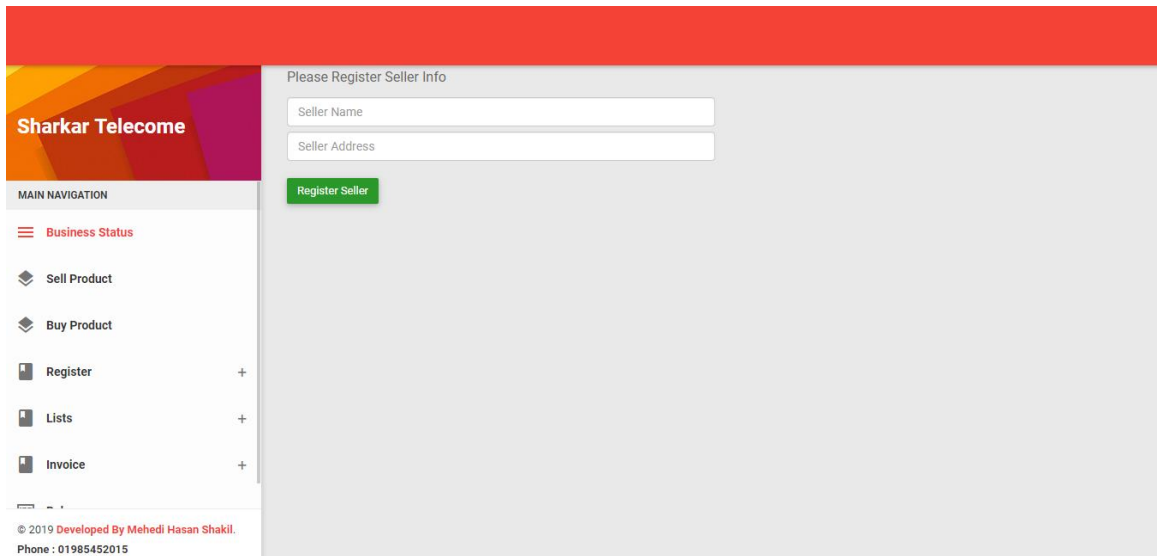 Please Register Seller Info
Seller Name
Seller Address
Register Seller
Sharkar Telecome
MAIN NAVIGATION
Business Status
Sell Product
Buy Product
Register +
Lists +
Invoice +
© 2019 Developed By Mehedi Hasan Shakil.
Phone : 01985452015